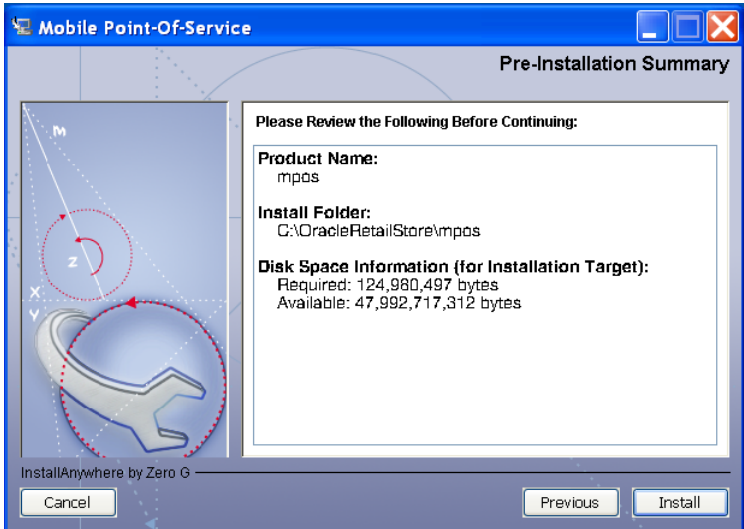 Mobile Point-Of-Service
Pre-Installation Summary
M
Z
X
Y
Please Review the Following Before Continuing:
Product Name:
mpos
Install Folder:
C:\OracleRetailStore\mpos
Disk Space Information (for Installation Target):
Required: 124,980,497 bytes
Available: 47,992,717,312 bytes
InstallAnywhere by Zero G
Cancel
Previous
Install